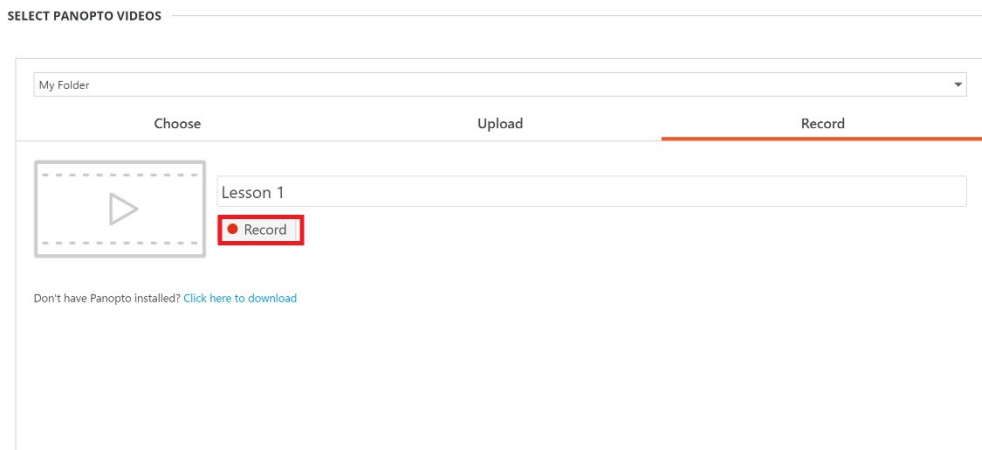 SELECT PANOPTO VIDEOS
My Folder
Choose Upload Record
Lesson 1
Record
Don't have Panopto installed? Click here to download